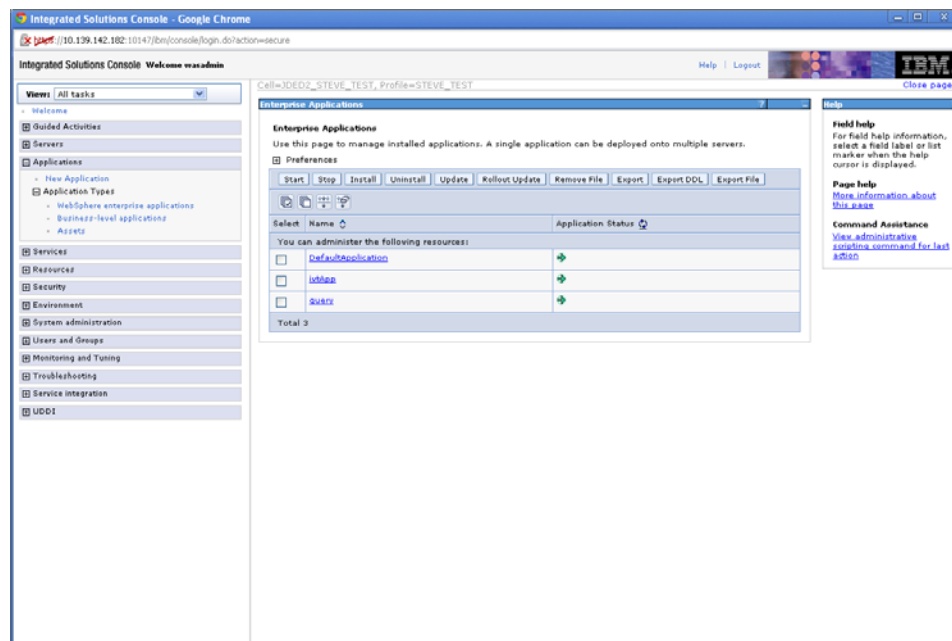 Integrated Solutions Console - Google Chrome
https://10.139.142.182:10147/ibm/console/login.do?action=secure
Integrated Solutions Console Welcome wasadmin
Help | Logout
IBM
Cell=JDED2_STEVE_TEST, Profile=STEVE_TEST
Close page
View: All tasks
Welcome
Guided Activities
Servers
Applications
New Application
Application Types
WebSphere enterprise applications
Business-level applications
Assets
Services
Resources
Security
Environment
System administration
Users and Groups
Monitoring and Tuning
Troubleshooting
Service integration
UDDI
Enterprise Applications ? _
Enterprise Applications
Use this page to manage installed applications. A single application can be deployed onto multiple servers.
Preferences
Start Stop Install Uninstall Update Rollout Update Remove File Export Export DDL Export File
Select Name Application Status
You can administer the following resources:
DefaultApplication
ivtApp
query
Total 3
Help
Field help
For field help information,
select a field label or list
marker when the help
cursor is displayed.
Page help
More information about
this page
Command Assistance
View administrative
scripting command for last
action